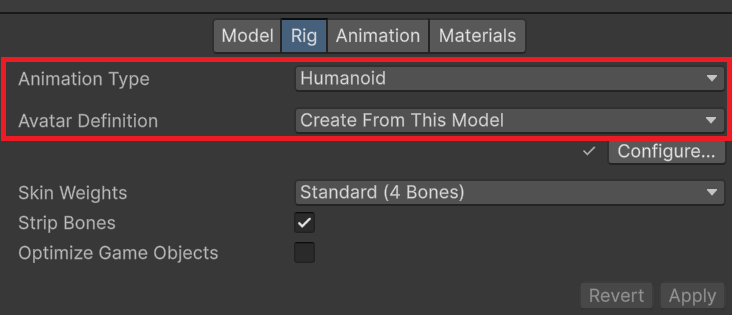 Model Rig Animation Materials
Animation Type Humanoid
Avatar Definition Create From This Model
Configure...
Skin Weights Standard (4 Bones)
Strip Bones
Optimize Game Objects
Revert Apply